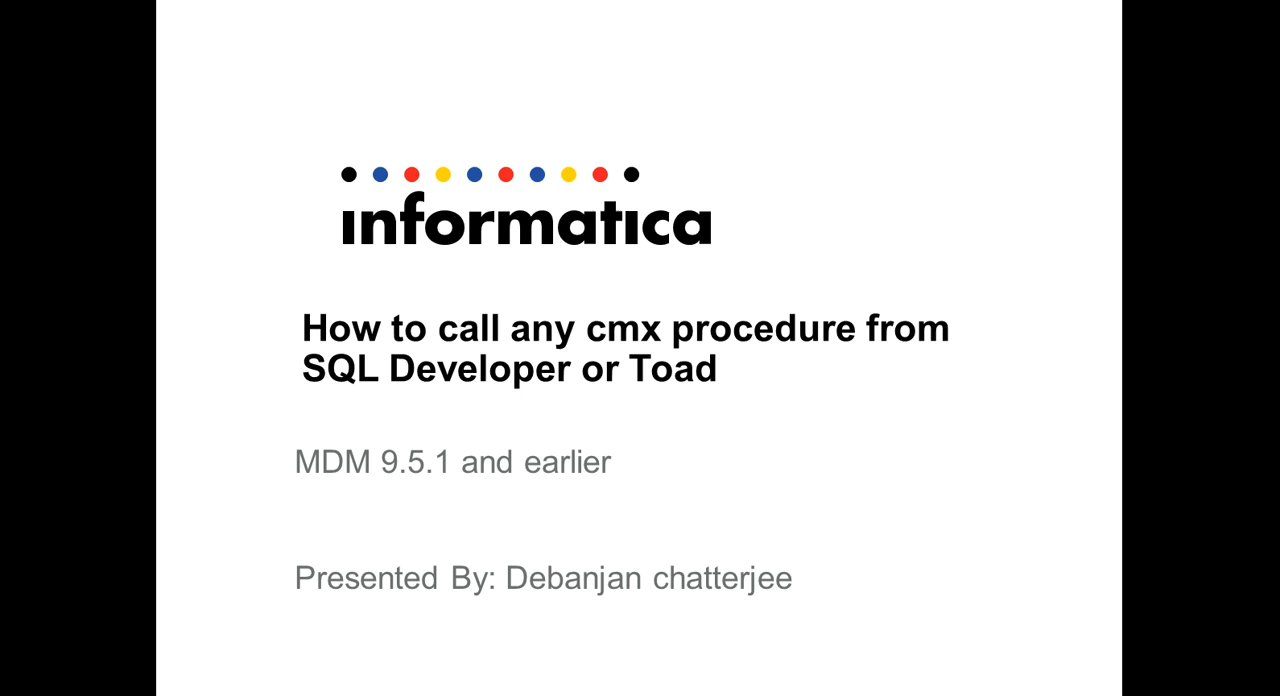 informatica
How to call any cmx procedure from
SQL Developer or Toad
MDM 9.5.1 and earlier
Presented By: Debanjan chatterjee